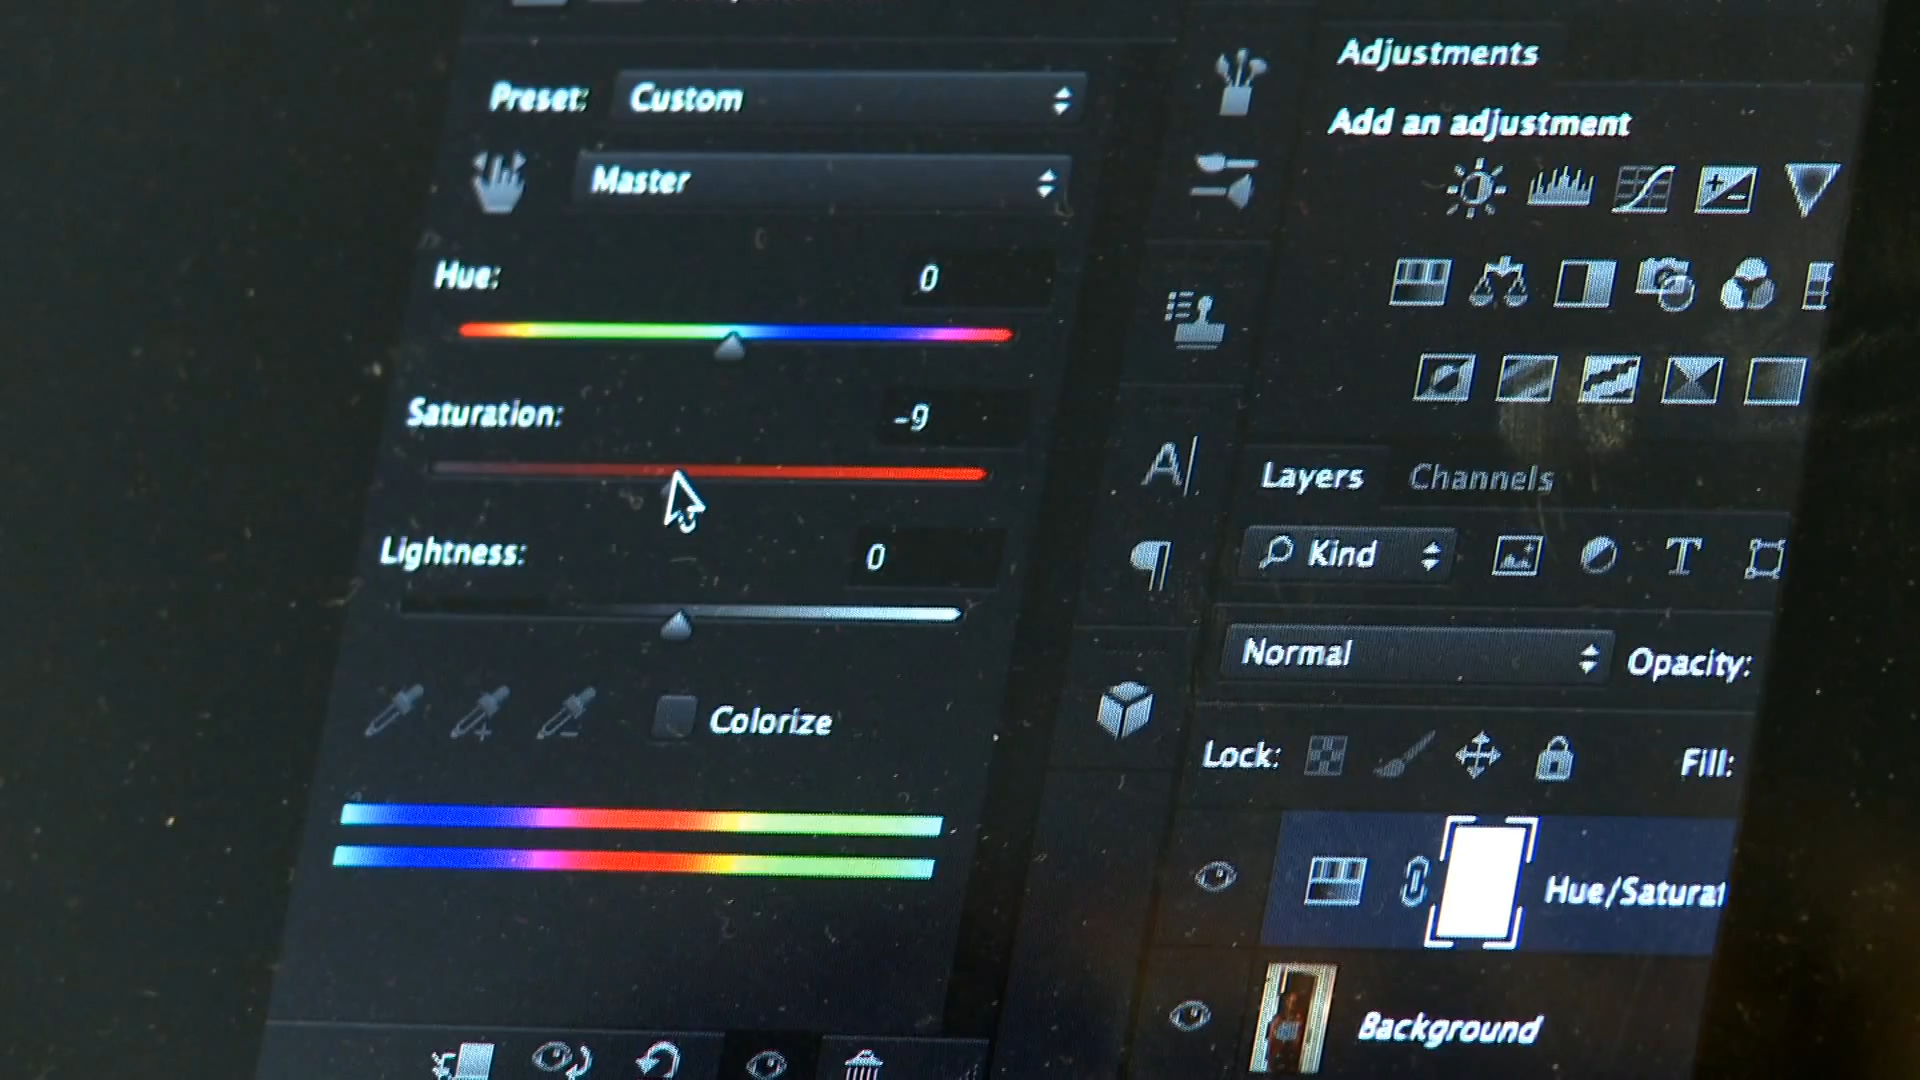 Preset: Custom
Master
Hue: 0
Saturation: -9
Lightness: 0
Colorize
Adjustments
Add an adjustment
A|
Layers Channels
Kind T
Normal Opacity:
Lock: Fill:
Hue/Saturat
Background